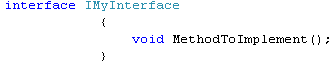 interface IMyInterface
{
void MethodToImplement();
}